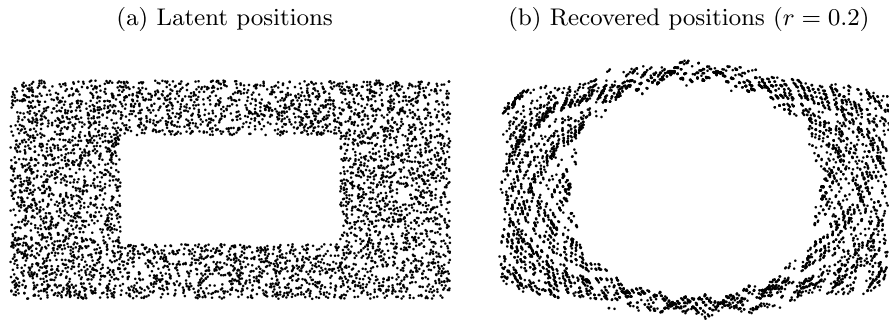 (a) Latent positions
(b) Recovered positions (r = 0.2)